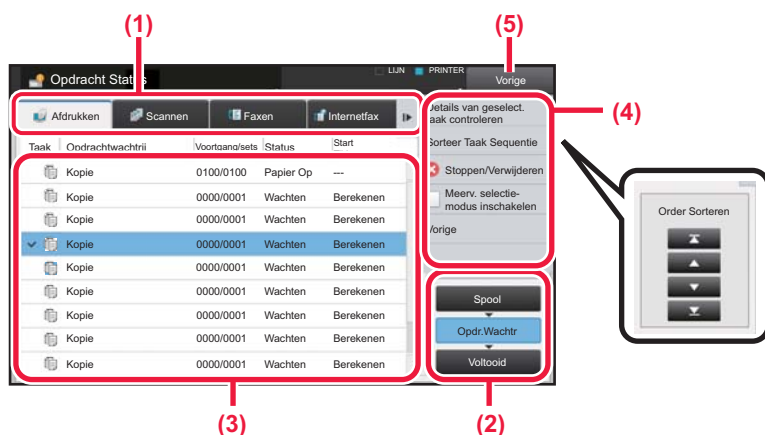 (1)
(5)
Opdracht Status
LIJN
PRINTER
Vorige
Afdrukken
Scannen
Faxen
Internetfax
Details van geselect.
taak controleren
(4)
Sorteer Taak Sequentie
Taak Opdrachtwachtrij Voortgang/sets Status Start
Kopie 0100/0100 Papier Op ---
Stoppen/Verwijderen
Kopie 0000/0001 Wachten Berekenen
Meerv. selectie-
modus inschakelen
Kopie 0000/0001 Wachten Berekenen
Vorige
Kopie 0000/0001 Wachten Berekenen
Kopie 0000/0001 Wachten Berekenen
Kopie 0000/0001 Wachten Berekenen
Kopie 0000/0001 Wachten Berekenen
Kopie 0000/0001 Wachten Berekenen
Kopie 0000/0001 Wachten Berekenen
Spool
Opdr.Wachtr
Voltooid
Order Sorteren
(3)
(2)